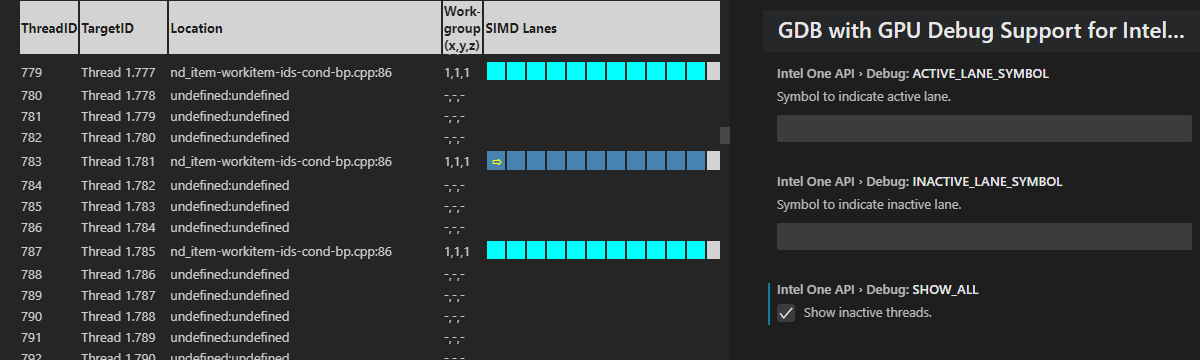 ThreadID TargetID Location Work-group (x,y,z) SIMD Lanes
779 Thread 1.777 nd_item-workitem-ids-cond-bp.cpp:86 1,1,1
780 Thread 1.778 undefined:undefined -,-,-
781 Thread 1.779 undefined:undefined -,-,-
782 Thread 1.780 undefined:undefined -,-,-
783 Thread 1.781 nd_item-workitem-ids-cond-bp.cpp:86 1,1,1 ⇨
784 Thread 1.782 undefined:undefined -,-,-
785 Thread 1.783 undefined:undefined -,-,-
786 Thread 1.784 undefined:undefined -,-,-
787 Thread 1.785 nd_item-workitem-ids-cond-bp.cpp:86 1,1,1
788 Thread 1.786 undefined:undefined -,-,-
789 Thread 1.787 undefined:undefined -,-,-
790 Thread 1.788 undefined:undefined -,-,-
791 Thread 1.789 undefined:undefined -,-,-
792 Thread 1.790 undefined:undefined -,-,-
GDB with GPU Debug Support for Intel...
Intel One API › Debug: ACTIVE_LANE_SYMBOL
Symbol to indicate active lane.
Intel One API › Debug: INACTIVE_LANE_SYMBOL
Symbol to indicate inactive lane.
Intel One API › Debug: SHOW_ALL
Show inactive threads.